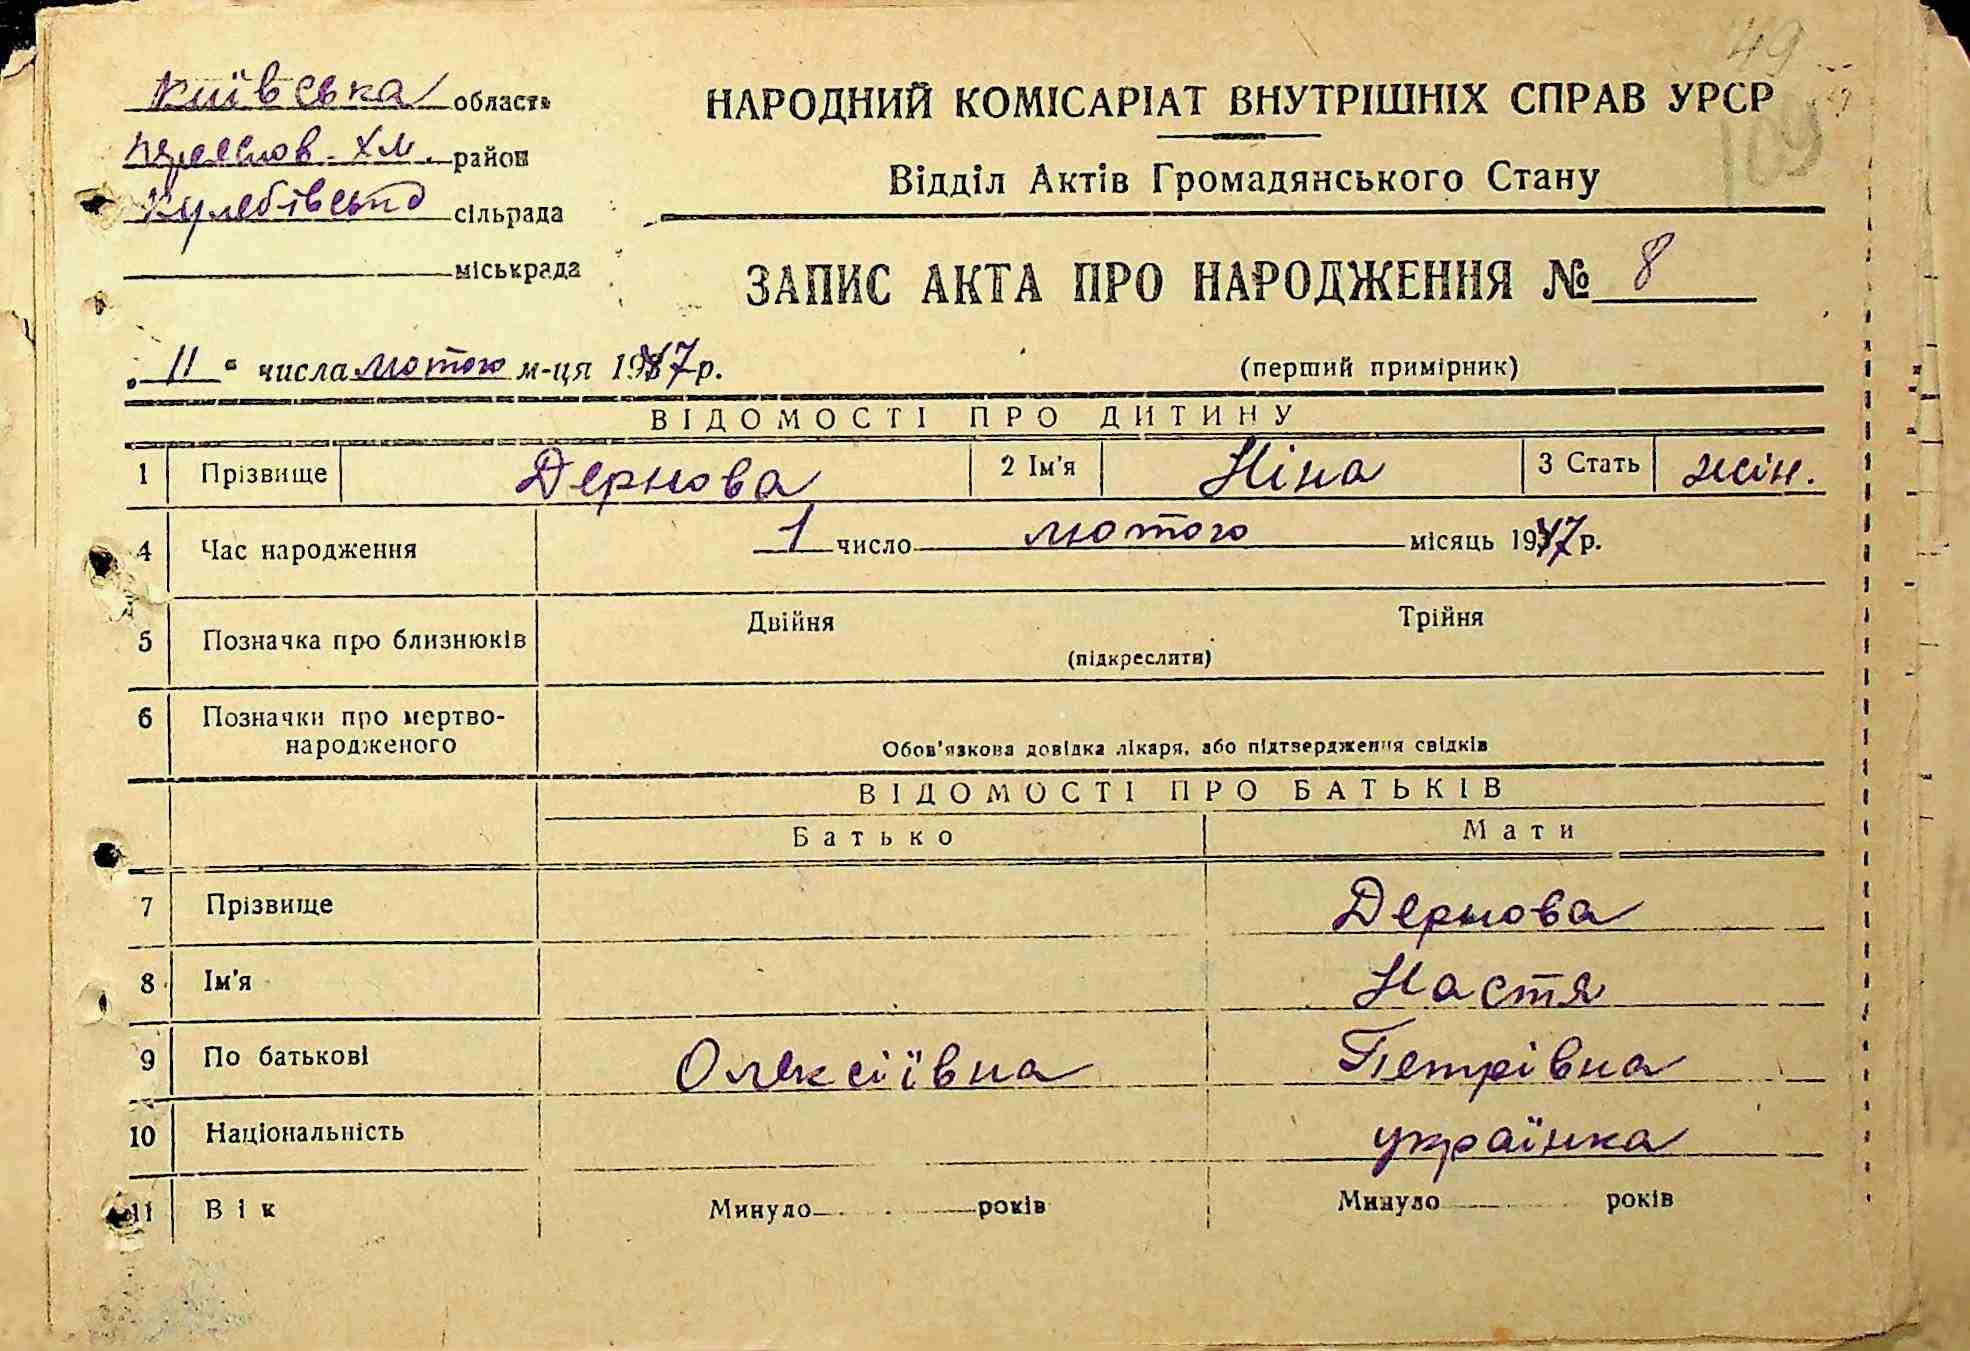 49
109
Київська область
Переяслов-Хм. район
Кулебівська сільрада
міськрада
НАРОДНИЙ КОМІСАРІАТ ВНУТРІШНІХ СПРАВ УРСР
Відділ Актів Громадянського Стану
ЗАПИС АКТА ПРО НАРОДЖЕННЯ № 8
„11“ числа лютого м-ця 1947 р.
(перший примірник)
ВІДОМОСТІ ПРО ДИТИНУ
1 Прізвище Дернова 2 Ім'я Ніна 3 Стать жін.
4 Час народження 1 число лютого місяць 1947 р.
5 Позначка про близнюків Двійня Трійня
(підкреслити)
6 Позначки про мертво-
народженого
Обов'язкова довідка лікаря, або підтвердження свідків
ВІДОМОСТІ ПРО БАТЬКІВ
Батько Мати
7 Прізвище Дернова
8 Ім'я Настя
9 По батькові Олексіївна Петрівна
10 Національність українка
11 Вік Минуло років Минуло років